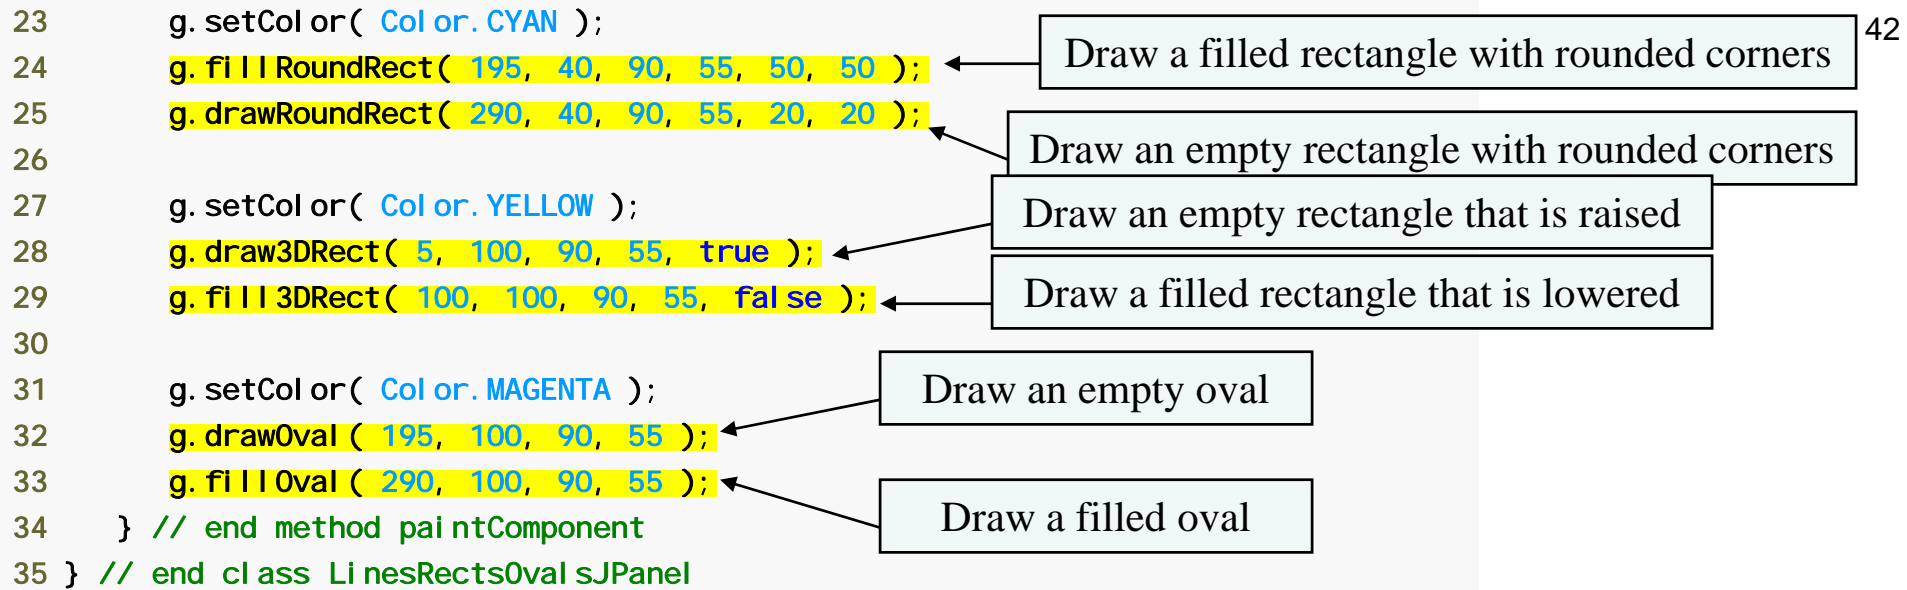 23 g.setColor( Color.CYAN );
Draw a filled rectangle with rounded corners
42
24 g.fillRoundRect( 195, 40, 90, 55, 50, 50 );
25 g.drawRoundRect( 290, 40, 90, 55, 20, 20 );
Draw an empty rectangle with rounded corners
26
27 g.setColor( Color.YELLOW );
Draw an empty rectangle that is raised
28 g.draw3DRect( 5, 100, 90, 55, true );
29 g.fill3DRect( 100, 100, 90, 55, false );
Draw a filled rectangle that is lowered
30
31 g.setColor( Color.MAGENTA );
Draw an empty oval
32 g.drawOval( 195, 100, 90, 55 );
33 g.fillOval( 290, 100, 90, 55 );
Draw a filled oval
34 } // end method paintComponent
35 } // end class LinesRectsOvalsJPanel